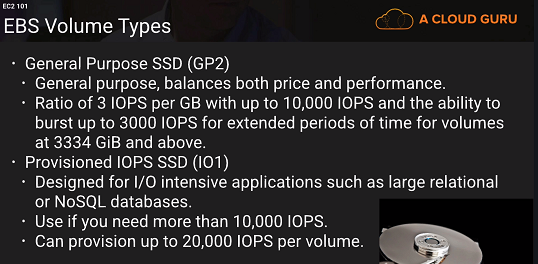 EC2 101
EBS Volume Types
A CLOUD GURU
• General Purpose SSD (GP2)
• General purpose, balances both price and performance.
• Ratio of 3 IOPS per GB with up to 10,000 IOPS and the ability to
burst up to 3000 IOPS for extended periods of time for volumes
at 3334 GiB and above.
• Provisioned IOPS SSD (IO1)
• Designed for I/O intensive applications such as large relational
or NoSQL databases.
• Use if you need more than 10,000 IOPS.
• Can provision up to 20,000 IOPS per volume.